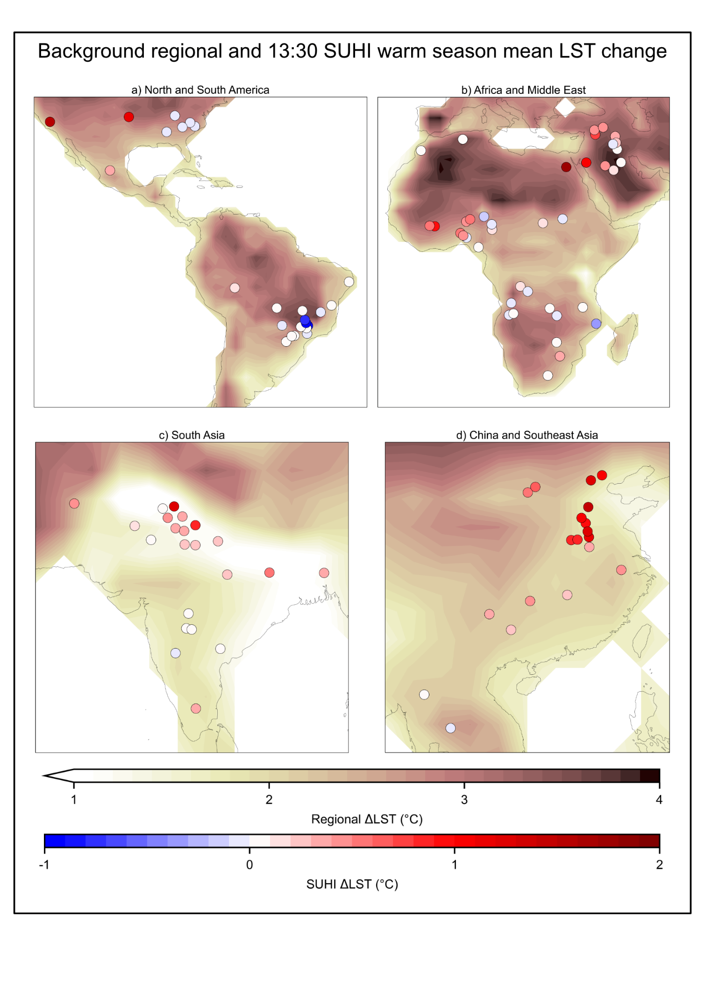 Background regional and 13:30 SUHI warm season mean LST change
a) North and South America
b) Africa and Middle East
c) South Asia
d) China and Southeast Asia
1 2 3 4
Regional ΔLST (°C)
-1 0 1 2
SUHI ΔLST (°C)